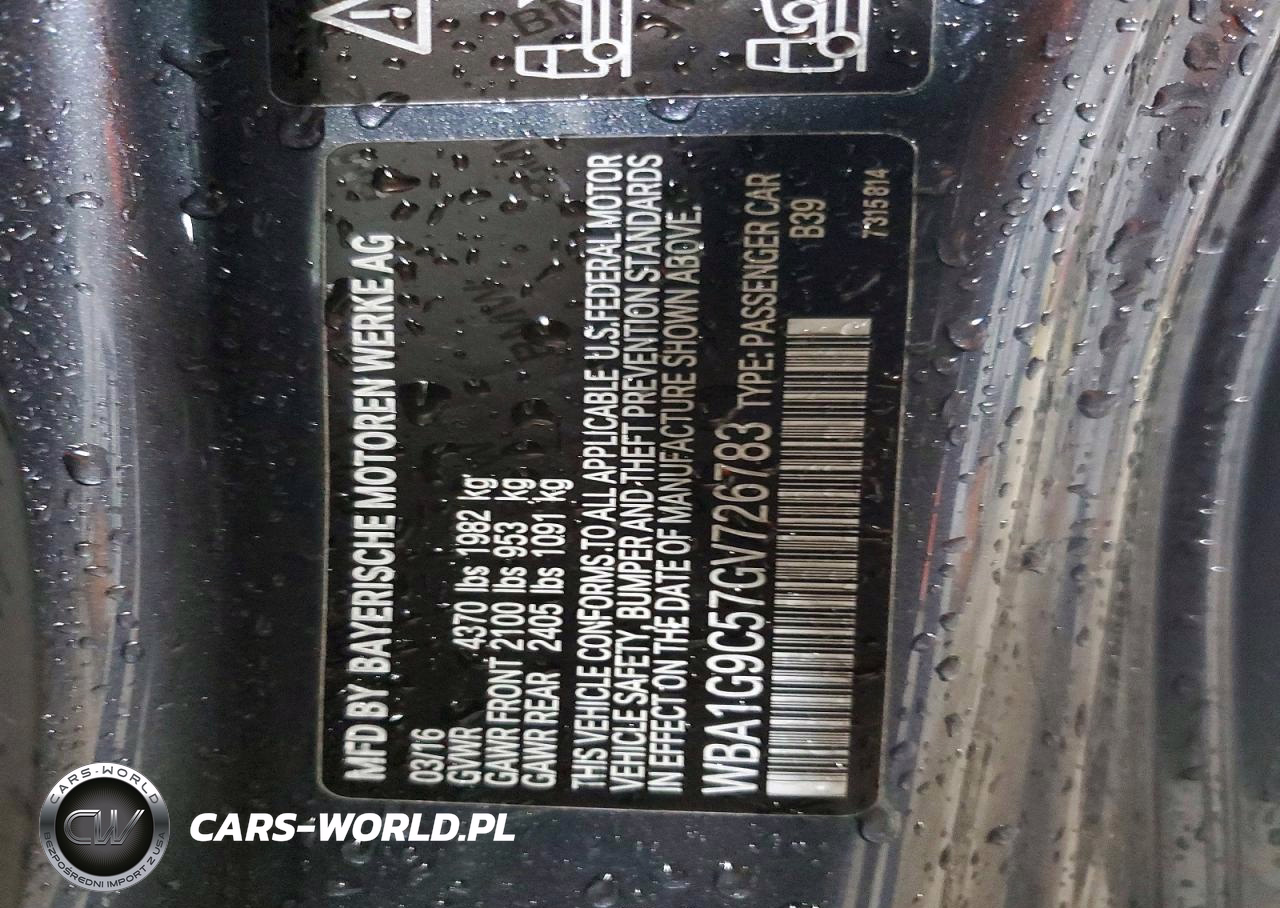 MFD BY BAYERISCHE MOTOREN WERKE AG
03/16
GVWR 4370 lbs 1982 kg
GAWR FRONT 2100 lbs 953 kg
GAWR REAR 2405 lbs 1091 kg
THIS VEHICLE CONFORMS TO ALL APPLICABLE U.S. FEDERAL MOTOR
VEHICLE SAFETY, BUMPER AND THEFT PREVENTION STANDARDS
IN EFFECT ON THE DATE OF MANUFACTURE SHOWN ABOVE.
WBA1G9C57GV726783 TYPE: PASSENGER CAR
B39
7315814
CARS-WORLD
CW
BEZPOŚREDNI IMPORT Z USA
CARS-WORLD.PL